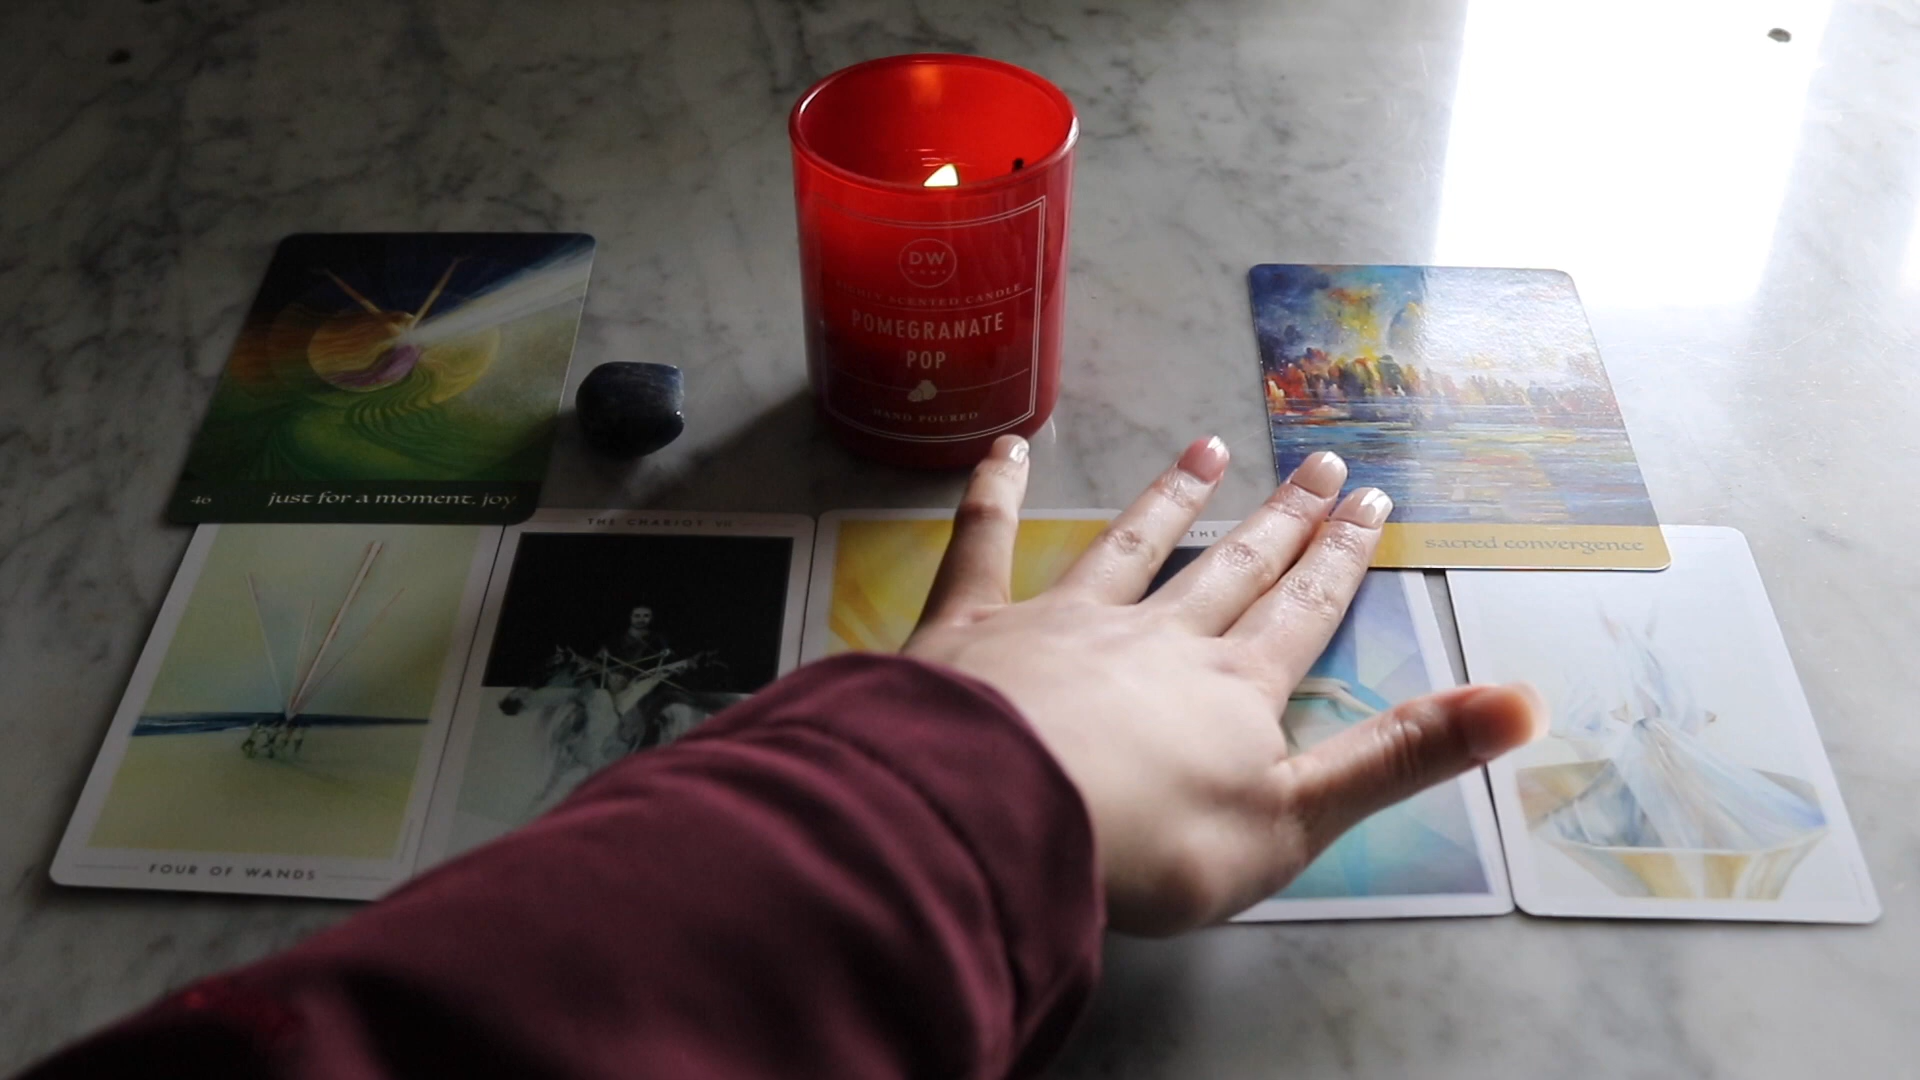 DW
HOME
HIGHLY SCENTED CANDLE
POMEGRANATE
POP
HAND POURED
40 just for a moment, joy
sacred convergence
THE CHARIOT VII
THE
FOUR OF WANDS